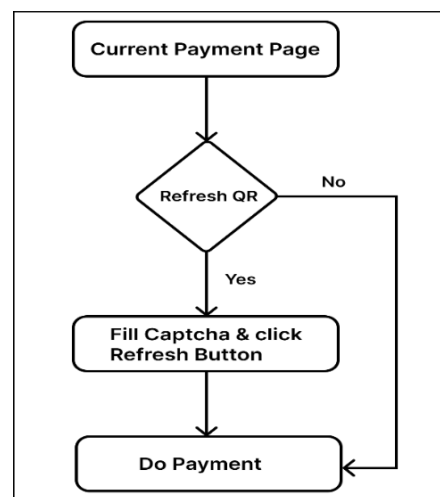 Current Payment Page
Refresh QR
No
Yes
Fill Captcha & click
Refresh Button
Do Payment